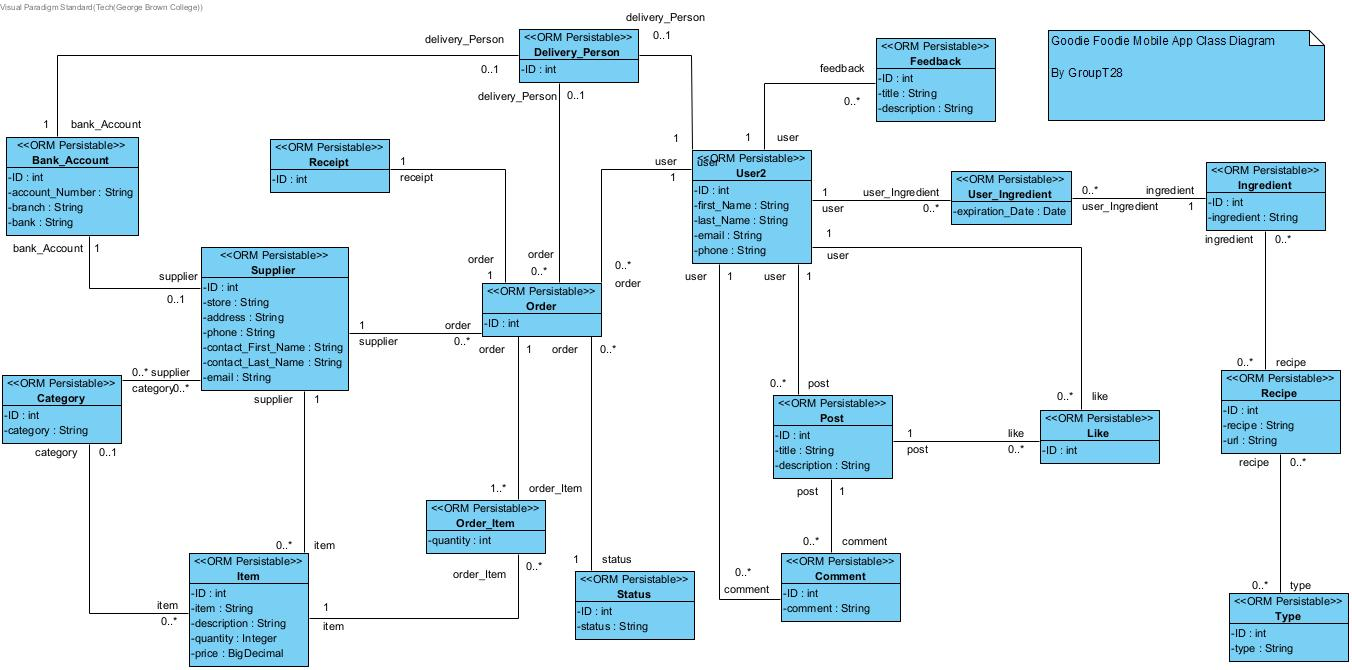 Visual Paradigm Standard(Tech(George Brown College))
delivery_Person
0..1
delivery_Person
0..1
<<ORM Persistable>>
Delivery_Person
-ID : int
delivery_Person
0..1
<<ORM Persistable>>
Feedback
-ID : int
-title : String
-description : String
feedback
0..*
Goodie Foodie Mobile App Class Diagram
By GroupT28
1
bank_Account
<<ORM Persistable>>
Bank_Account
-ID : int
-account_Number : String
-branch : String
-bank : String
bank_Account
1
<<ORM Persistable>>
Receipt
-ID : int
1
receipt
1
user
1
user
user
1
<<ORM Persistable>>
User2
-ID : int
-first_Name : String
-last_Name : String
-email : String
-phone : String
1
user
user_Ingredient
0..*
<<ORM Persistable>>
User_Ingredient
-expiration_Date : Date
0..*
user_Ingredient
ingredient
1
<<ORM Persistable>>
Ingredient
-ID : int
-ingredient : String
ingredient
0..*
1
user
user
1
user
1
supplier
0..1
<<ORM Persistable>>
Supplier
-ID : int
-store : String
-address : String
-phone : String
-contact_First_Name : String
-contact_Last_Name : String
-email : String
1
supplier
order
0..*
order
1
order
0..*
0..*
order
<<ORM Persistable>>
Order
-ID : int
order
1
order
0..*
0..*
supplier
category
0..*
supplier
1
<<ORM Persistable>>
Category
-ID : int
-category : String
category
0..1
0..*
post
<<ORM Persistable>>
Post
-ID : int
-title : String
-description : String
1
post
like
0..*
0..*
like
<<ORM Persistable>>
Like
-ID : int
0..*
recipe
<<ORM Persistable>>
Recipe
-ID : int
-recipe : String
-url : String
recipe
0..*
post
1
1..*
order_Item
<<ORM Persistable>>
Order_Item
-quantity : int
order_Item
0..*
0..*
item
<<ORM Persistable>>
Item
-ID : int
-item : String
-description : String
-quantity : Integer
-price : BigDecimal
item
0..*
1
item
1
status
<<ORM Persistable>>
Status
-ID : int
-status : String
0..*
comment
0..*
comment
<<ORM Persistable>>
Comment
-ID : int
-comment : String
0..*
type
<<ORM Persistable>>
Type
-ID : int
-type : String